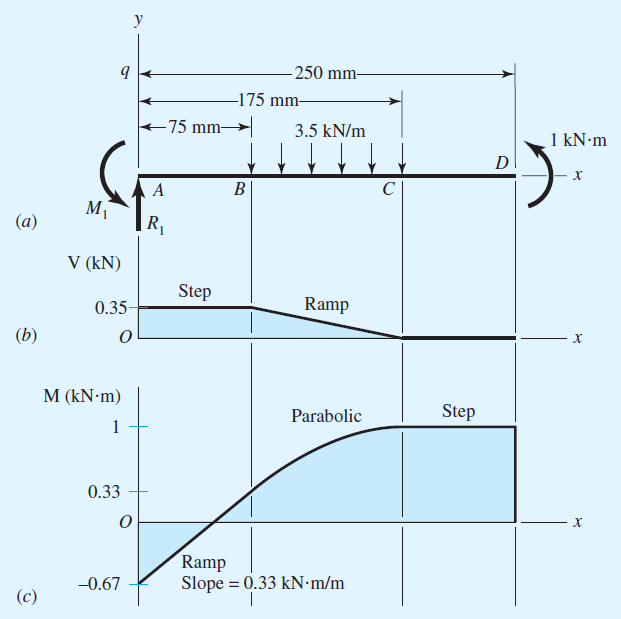 y
q
250 mm
175 mm
75 mm
3.5 kN/m
1 kN·m
D
x
A
B
C
M1
R1
(a)
V (kN)
Step
0.35
Ramp
(b)
O
x
M (kN·m)
Parabolic
Step
1
0.33
O
x
Ramp
-0.67
Slope = 0.33 kN·m/m
(c)